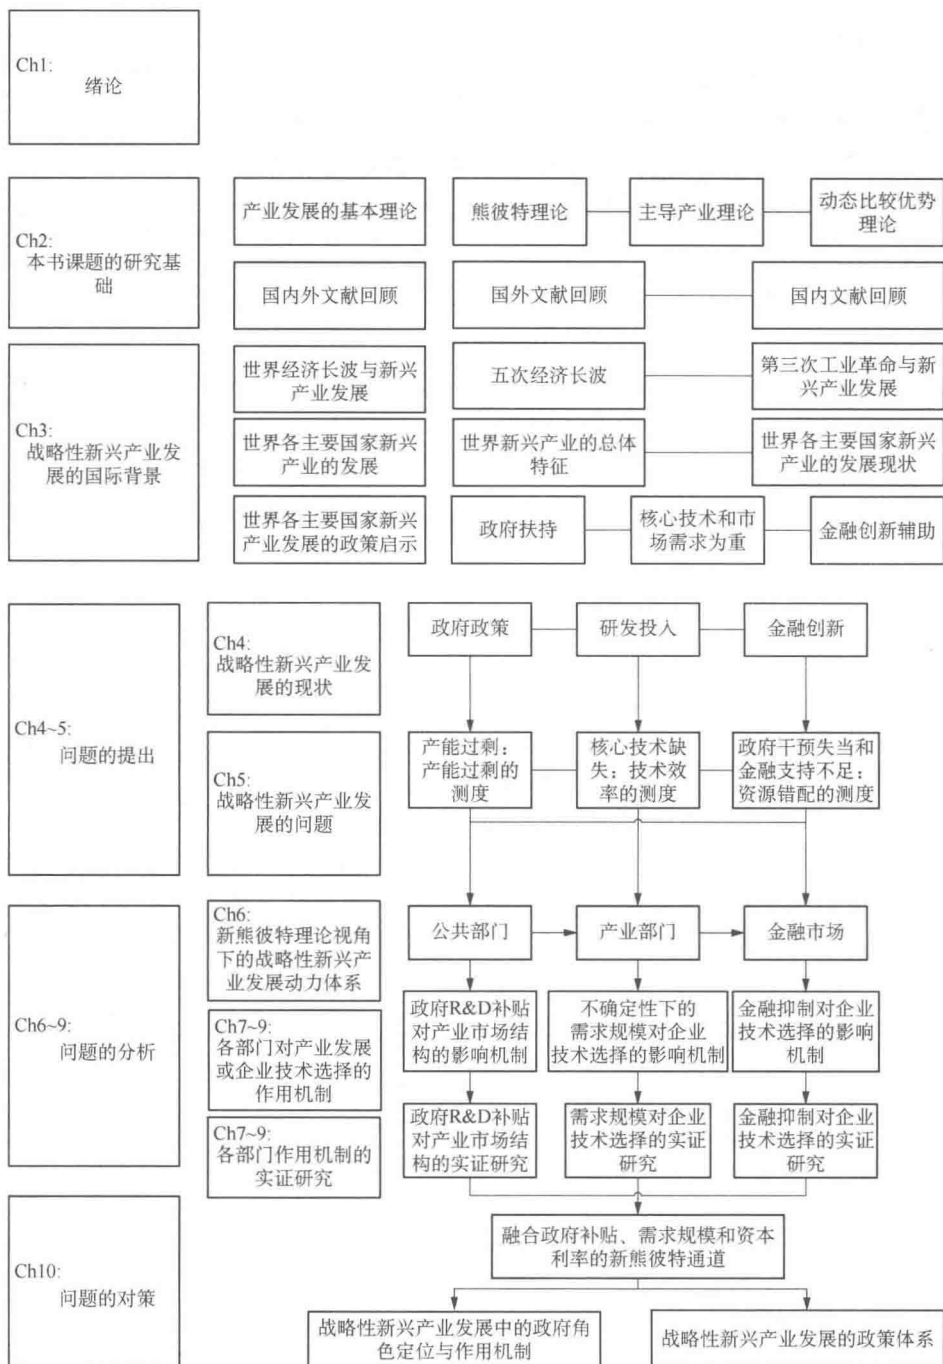 Ch1:
绪论
Ch2:
本书课题的研究基
础
产业发展的基本理论
熊彼特理论
主导产业理论
动态比较优势
理论
国内外文献回顾
国外文献回顾
国内文献回顾
Ch3:
战略性新兴产业发
展的国际背景
世界经济长波与新兴
产业发展
五次经济长波
第三次工业革命与新
兴产业发展
世界各主要国家新兴
产业的发展
世界新兴产业的总体
特征
世界各主要国家新兴
产业的发展现状
世界各主要国家新兴
产业发展的政策启示
政府扶持
核心技术和市
场需求为重
金融创新辅助
Ch4~5:
问题的提出
Ch4:
战略性新兴产业发
展的现状
政府政策
研发投入
金融创新
Ch5:
战略性新兴产业发
展的问题
产能过剩;
产能过剩的
测度
核心技术缺
失;技术效
率的测度
政府干预失当和
金融支持不足;
资源错配的测度
Ch6~9:
问题的分析
Ch6:
新熊彼特理论视角
下的战略性新兴产
业发展动力体系
公共部门
产业部门
金融市场
Ch7~9:
各部门对产业发展
或企业技术选择的
作用机制
政府R&D补贴
对产业市场结
构的影响机制
不确定性下的
需求规模对企业
技术选择的影响机制
金融抑制对企业
技术选择的影响
机制
Ch7~9:
各部门作用机制的
实证研究
政府R&D补贴
对产业市场结
构的实证研究
需求规模对企业
技术选择的实证
研究
金融抑制对企业
技术选择的实证
研究
Ch10:
问题的对策
融合政府补贴、需求规模和资本
利率的新熊彼特通道
战略性新兴产业发展中的政府角
色定位与作用机制
战略性新兴产业发展的政策体系